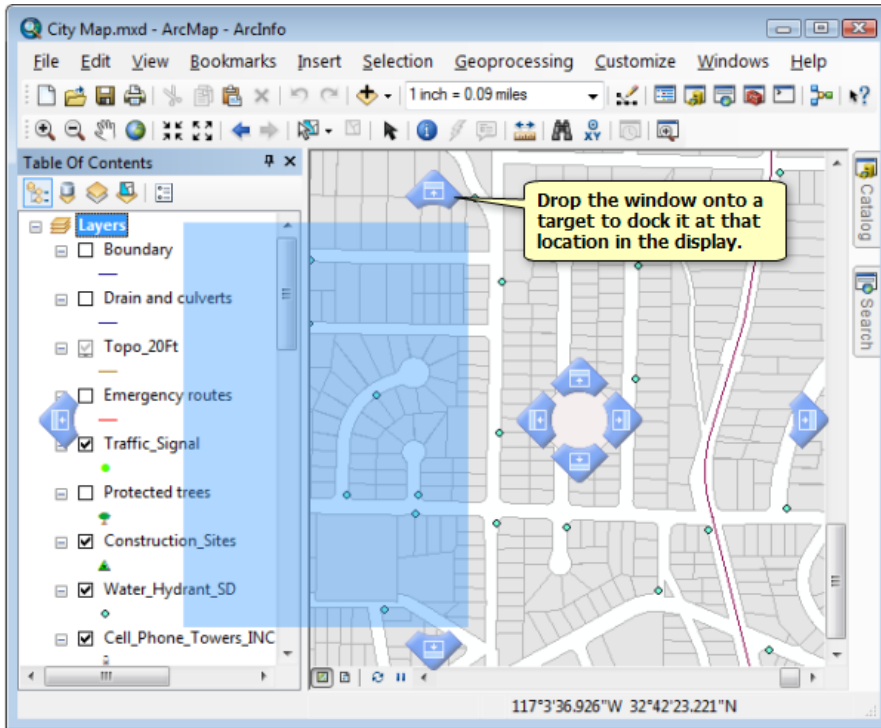 City Map.mxd - ArcMap - ArcInfo
File Edit View Bookmarks Insert Selection Geoprocessing Customize Windows Help
1 inch = 0.09 miles
XY
Table Of Contents
Layers
Boundary
Drain and culverts
Topo_20Ft
Emergency routes
Traffic_Signal
Protected trees
Construction_Sites
Water_Hydrant_SD
Cell_Phone_Towers_INC
Drop the window onto a
target to dock it at that
location in the display.
Catalog
Search
117°3'36.926"W 32°42'23.221"N